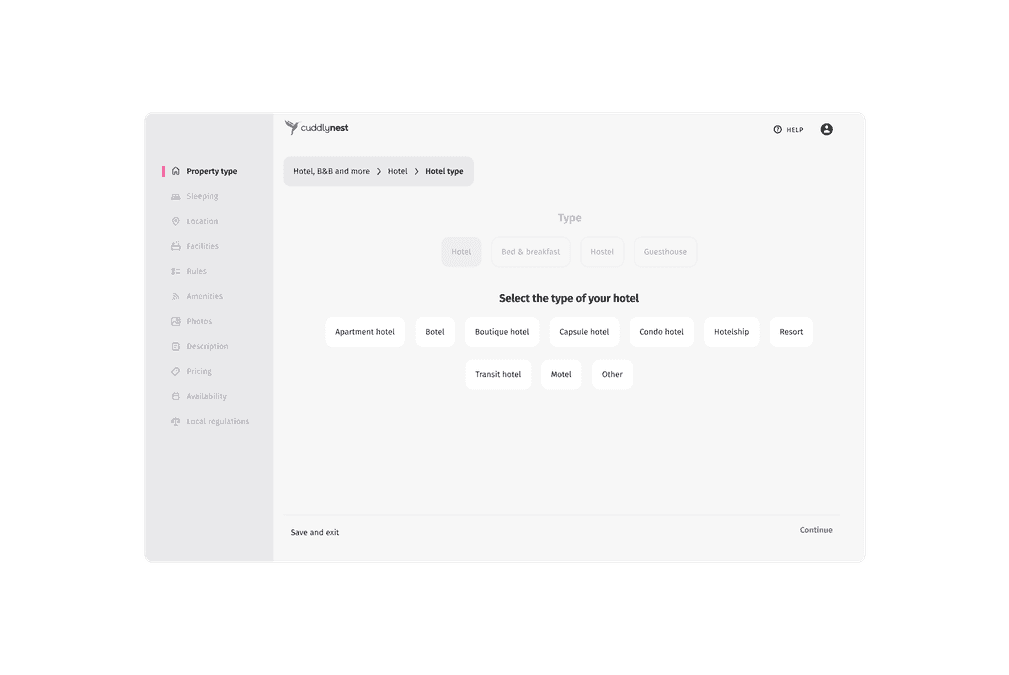 cuddlynest
HELP
Property type
Sleeping
Location
Facilities
Rules
Amenities
Photos
Description
Pricing
Availability
Local regulations
Hotel, B&B and more > Hotel > Hotel type
Type
Hotel Bed & breakfast Hostel Guesthouse
Select the type of your hotel
Apartment hotel Botel Boutique hotel Capsule hotel Condo hotel Hotelship Resort
Transit hotel Motel Other
Save and exit
Continue